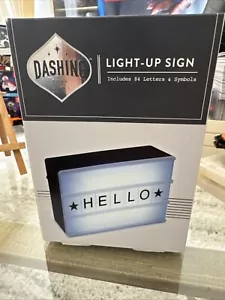 DASHING
LIGHT-UP SIGN
Includes 84 Letters & Symbols
★HELLO★